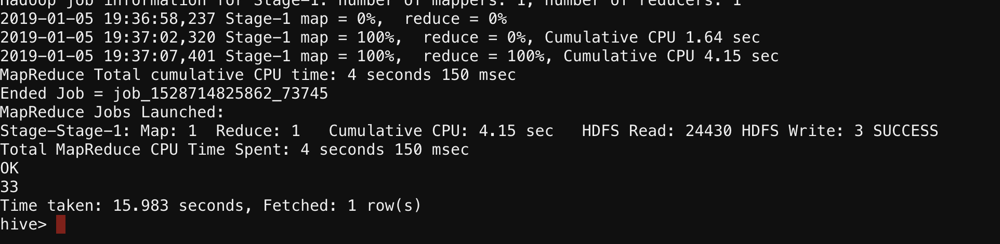 Hadoop job information for Stage-1: number of mappers: 1; number of reducers: 1
2019-01-05 19:36:58,237 Stage-1 map = 0%,  reduce = 0%
2019-01-05 19:37:02,320 Stage-1 map = 100%,  reduce = 0%, Cumulative CPU 1.64 sec
2019-01-05 19:37:07,401 Stage-1 map = 100%,  reduce = 100%, Cumulative CPU 4.15 sec
MapReduce Total cumulative CPU time: 4 seconds 150 msec
Ended Job = job_1528714825862_73745
MapReduce Jobs Launched:
Stage-Stage-1: Map: 1  Reduce: 1   Cumulative CPU: 4.15 sec   HDFS Read: 24430 HDFS Write: 3 SUCCESS
Total MapReduce CPU Time Spent: 4 seconds 150 msec
OK
33
Time taken: 15.983 seconds, Fetched: 1 row(s)
hive>